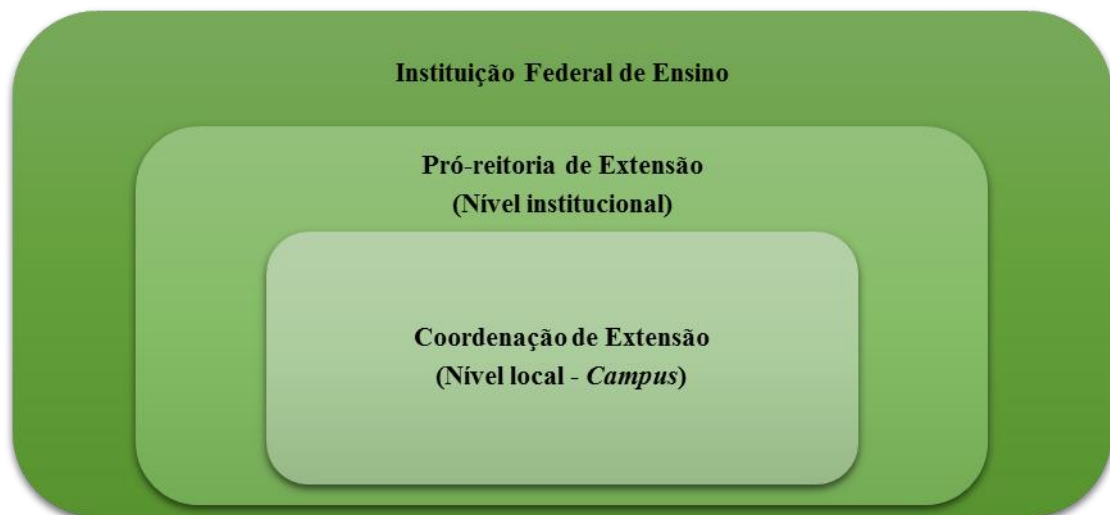 Instituição Federal de Ensino
Pró-reitoria de Extensão
(Nível institucional)
Coordenação de Extensão
(Nível local - Campus)